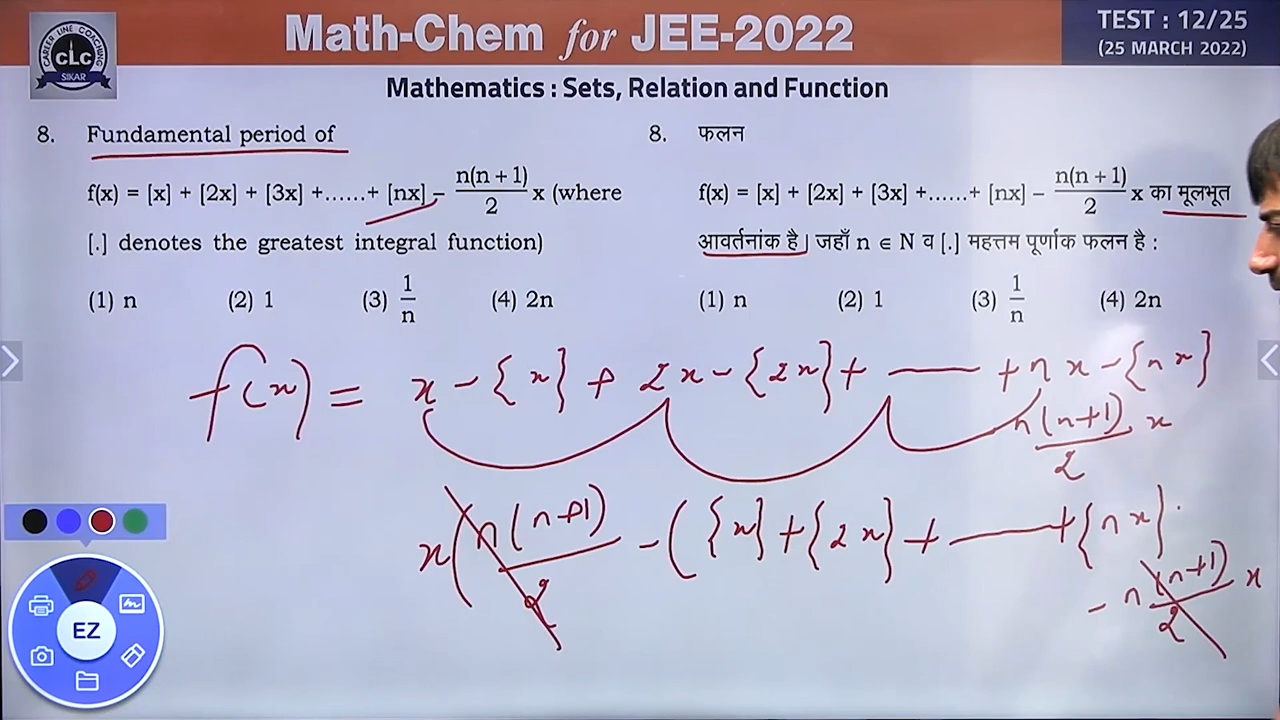 CAREER LINE COACHING
CLC
SIKAR
Math-Chem for JEE-2022
TEST : 12/25
(25 MARCH 2022)
Mathematics : Sets, Relation and Function
8. Fundamental period of
f(x) = [x] + [2x] + [3x] +......+ [nx] – n(n + 1)/2 x (where
[.] denotes the greatest integral function)
(1) n (2) 1 (3) 1/n (4) 2n
8. फलन
f(x) = [x] + [2x] + [3x] +......+ [nx] – n(n + 1)/2 x का मूलभूत
आवर्तनांक है। जहाँ n ∈ N व [.] महत्तम पूर्णाक फलन है :
(1) n (2) 1 (3) 1/n (4) 2n
f(x) = x – {x} + 2x – {2x} + —— + nx – {nx}
n(n+1)/2 x
x(n(n+1)/2 – ({x} + {2x} + —— + {nx}
– n(n+1)/2 x
EZ